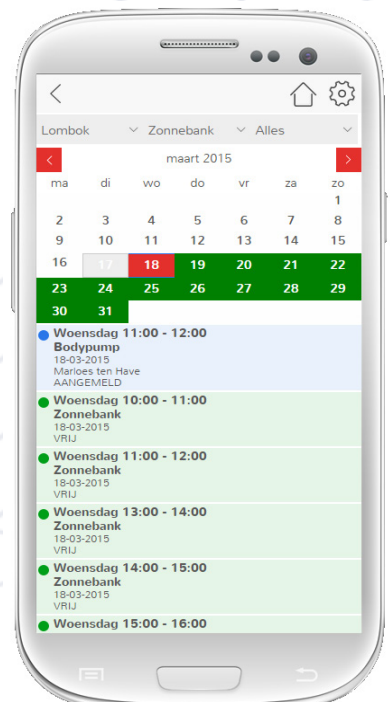 Lombok Zonnebank Alles
maart 2015
ma di wo do vr za zo
1
2 3 4 5 6 7 8
9 10 11 12 13 14 15
16 17 18 19 20 21 22
23 24 25 26 27 28 29
30 31
Woensdag 11:00 - 12:00
Bodypump
18-03-2015
Marloes ten Have
AANGEMELD
Woensdag 10:00 - 11:00
Zonnebank
18-03-2015
VRIJ
Woensdag 11:00 - 12:00
Zonnebank
18-03-2015
VRIJ
Woensdag 13:00 - 14:00
Zonnebank
18-03-2015
VRIJ
Woensdag 14:00 - 15:00
Zonnebank
18-03-2015
VRIJ
Woensdag 15:00 - 16:00